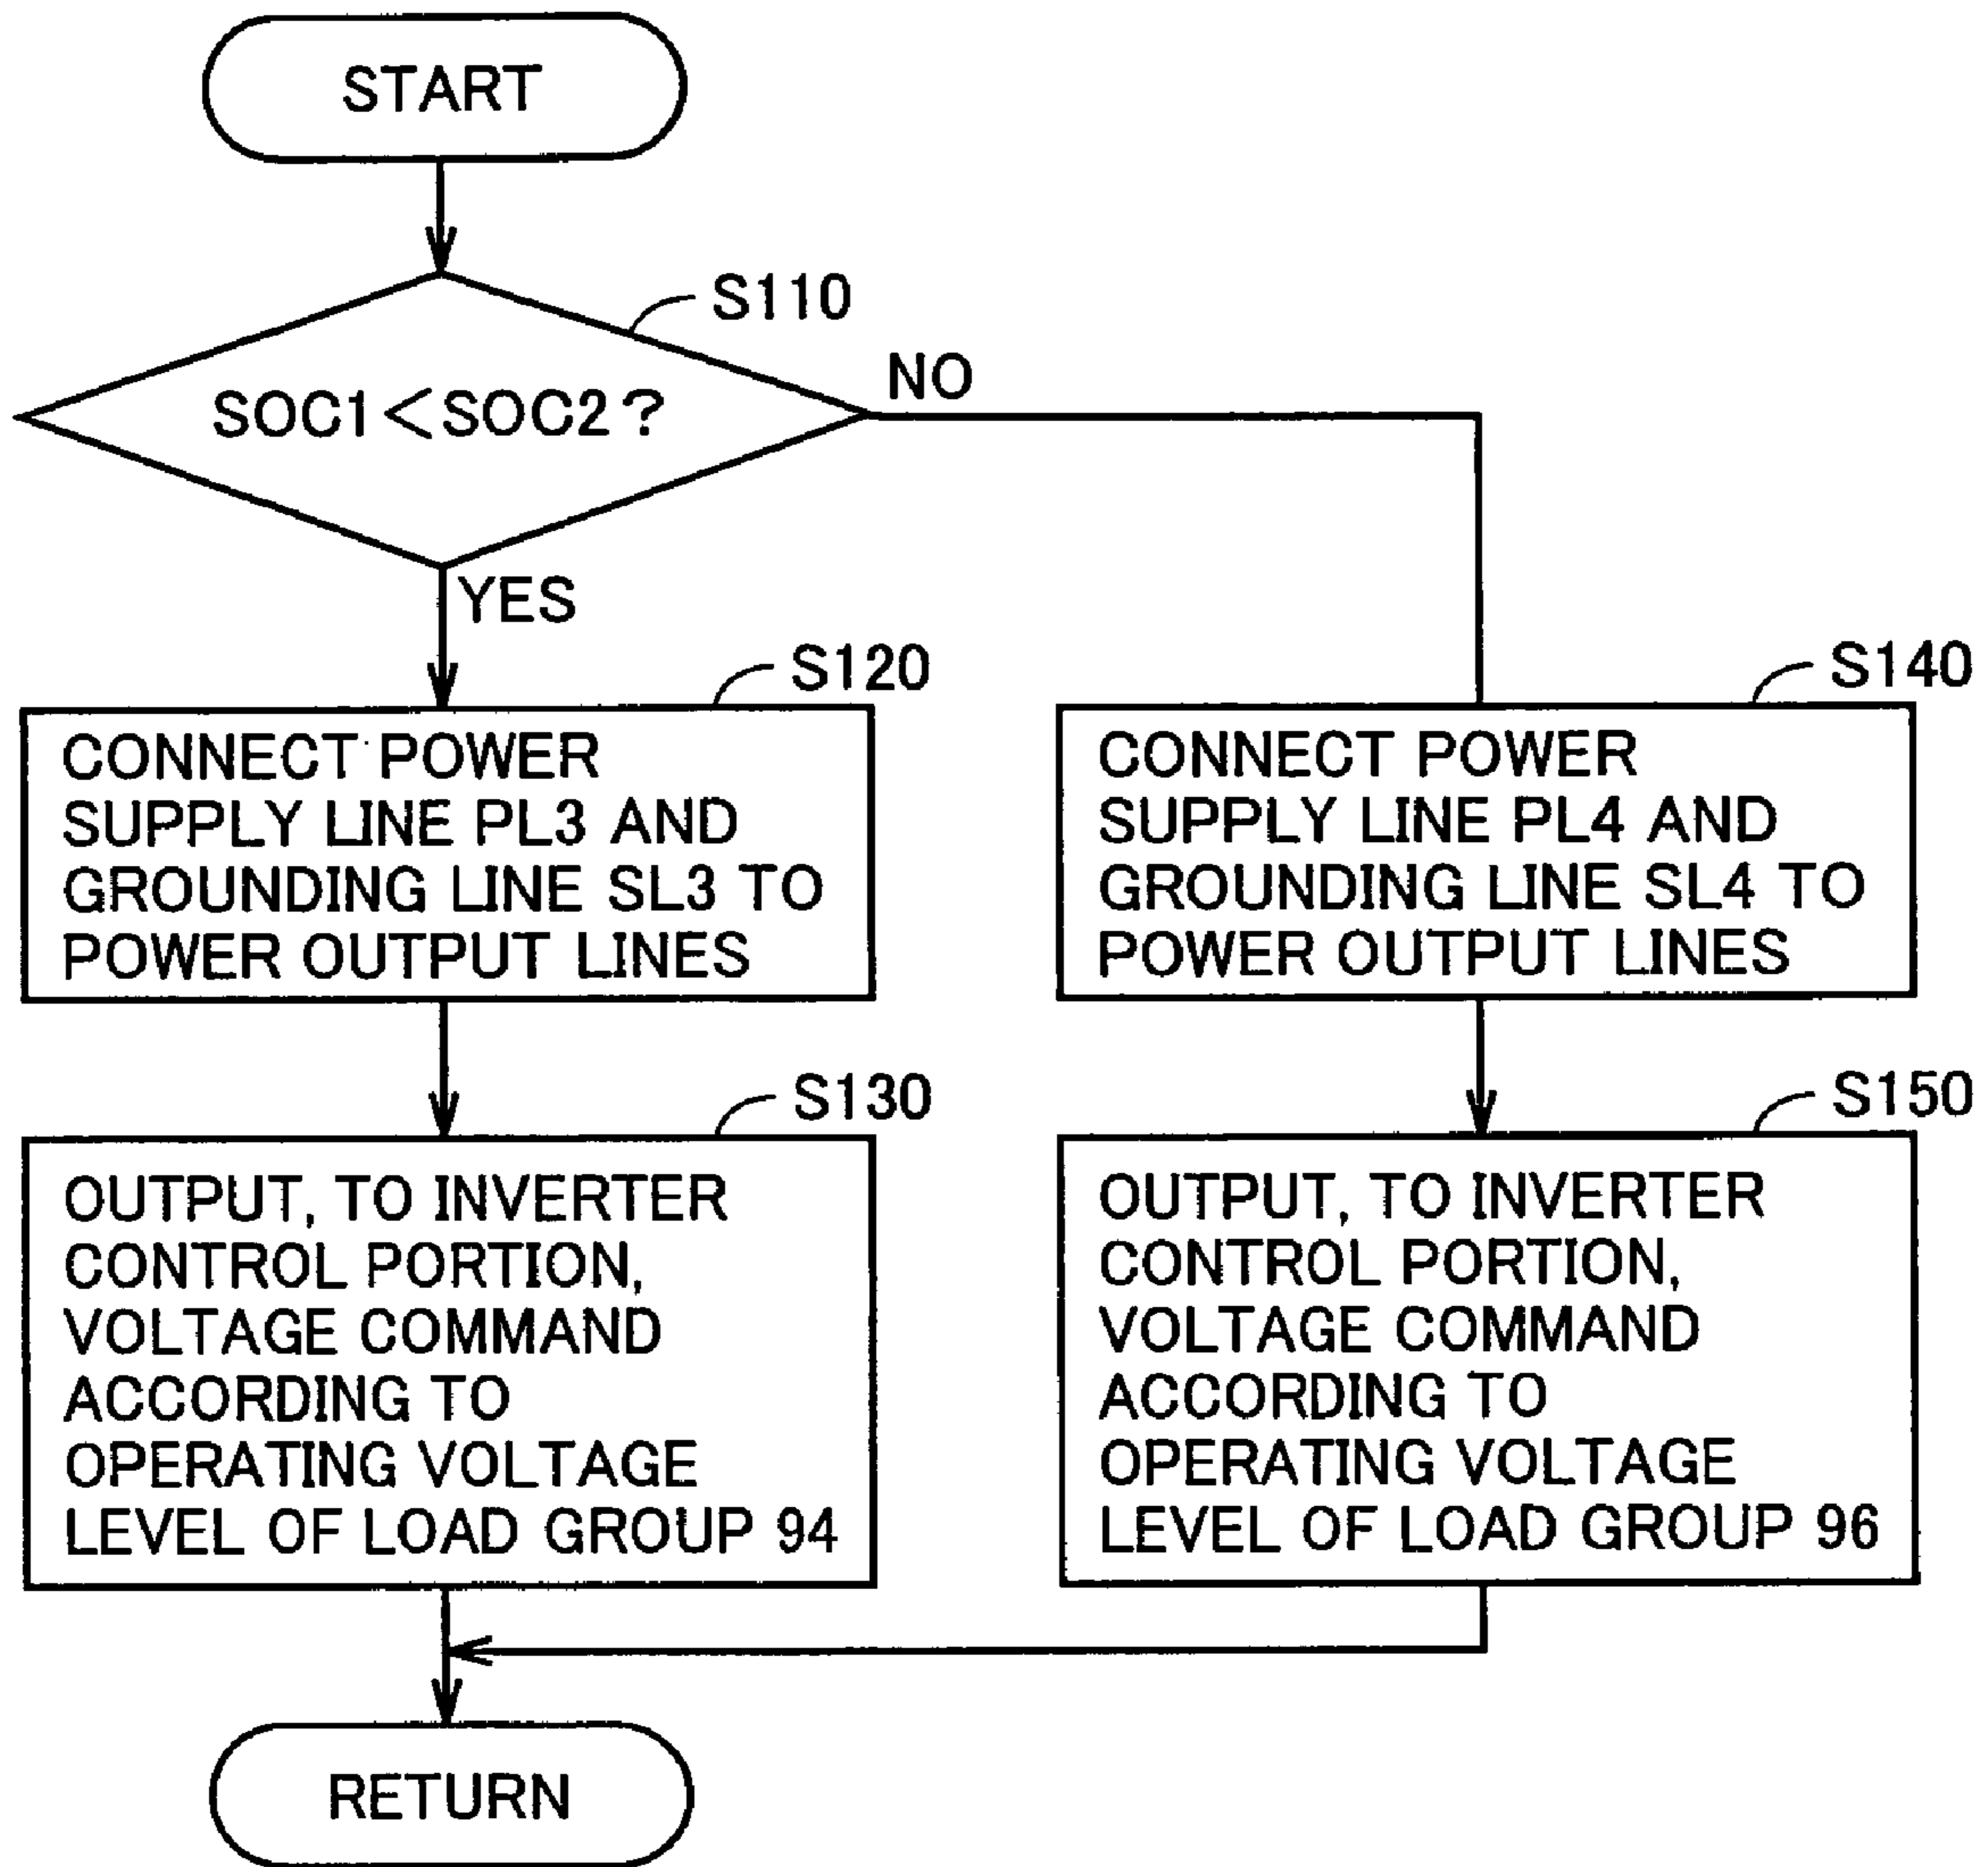 START
S110
SOC1<SOC2?
NO
YES
S120
CONNECT POWER
SUPPLY LINE PL3 AND
GROUNDING LINE SL3 TO
POWER OUTPUT LINES
S140
CONNECT POWER
SUPPLY LINE PL4 AND
GROUNDING LINE SL4 TO
POWER OUTPUT LINES
S130
OUTPUT, TO INVERTER
CONTROL PORTION,
VOLTAGE COMMAND
ACCORDING TO
OPERATING VOLTAGE
LEVEL OF LOAD GROUP 94
S150
OUTPUT, TO INVERTER
CONTROL PORTION,
VOLTAGE COMMAND
ACCORDING TO
OPERATING VOLTAGE
LEVEL OF LOAD GROUP 96
RETURN